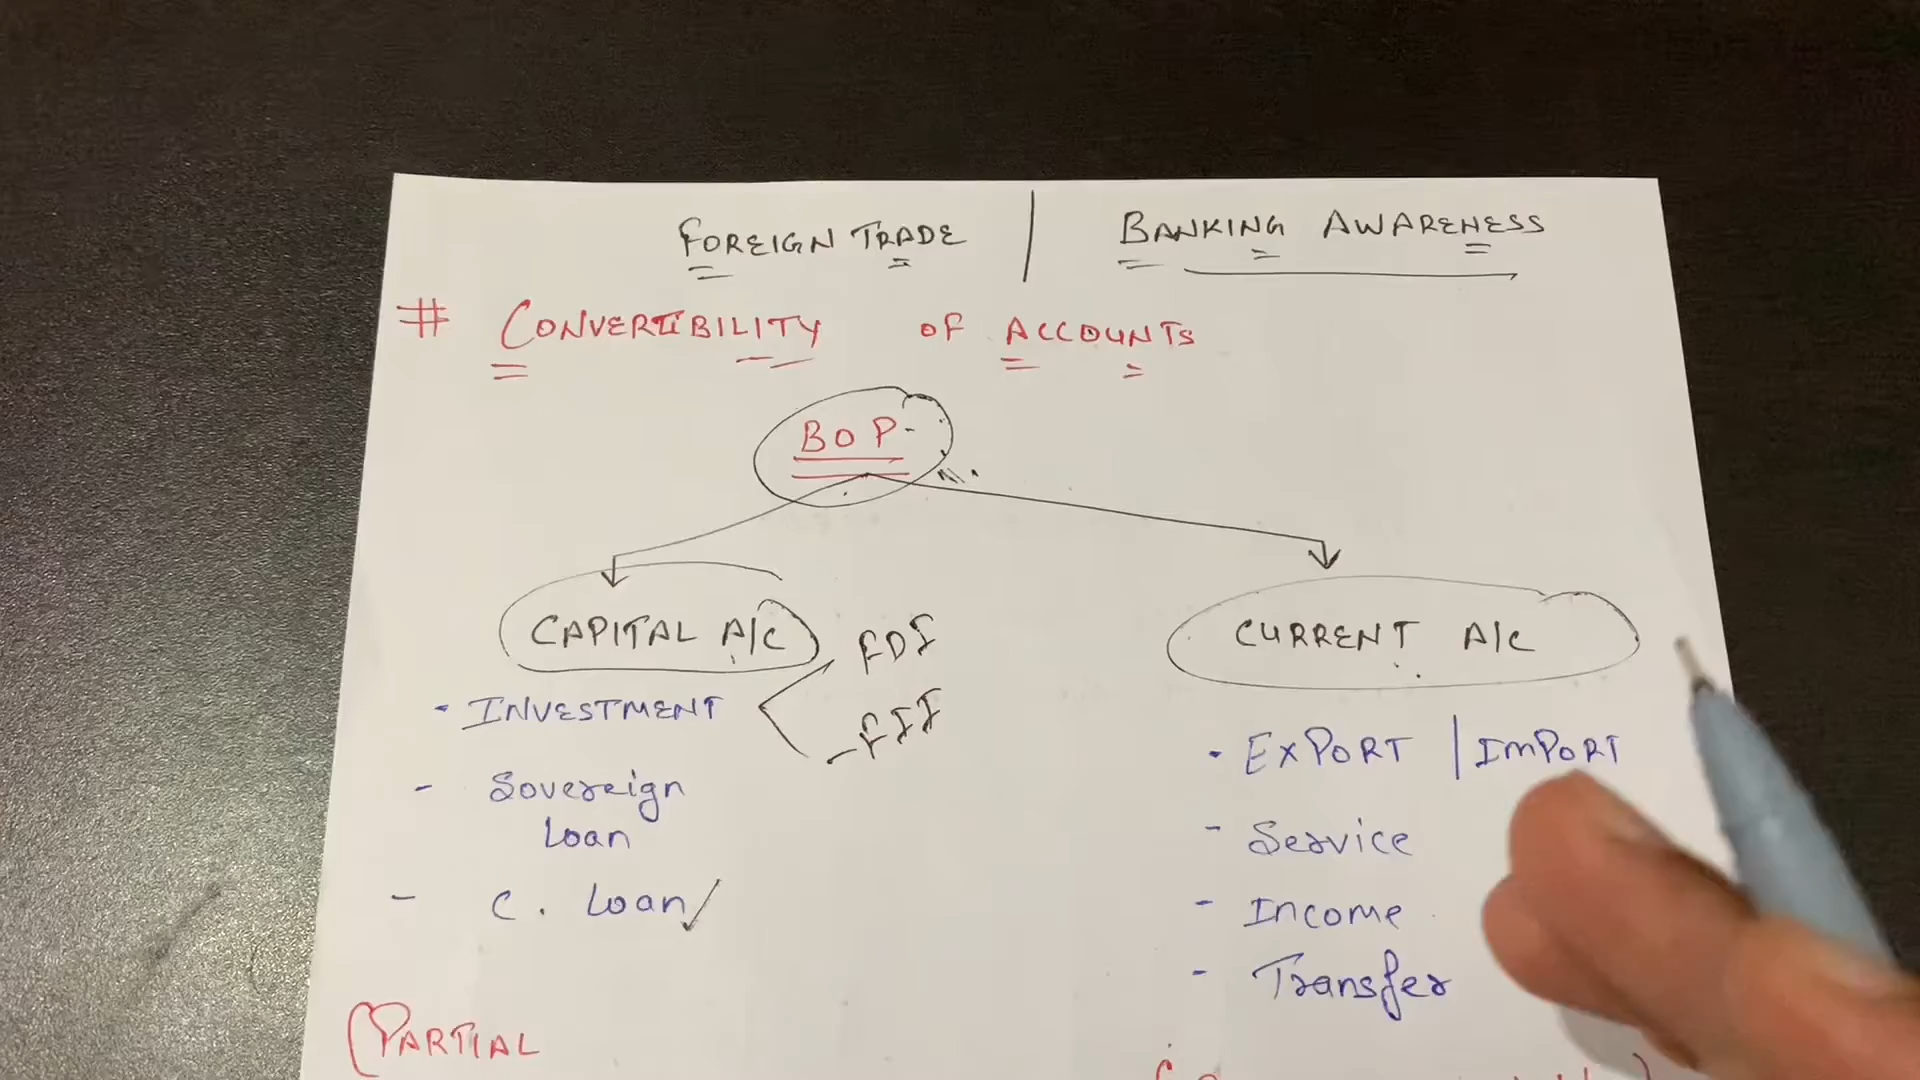 FOREIGN TRADE | BANKING AWARENESS
# CONVERTIBILITY OF ACCOUNTS
BOP-
CAPITAL A/C
FDI
- INVESTMENT
-FII
- Sovereign
Loan
- C. Loan
(PARTIAL
CURRENT A/C
- EXPORT | IMPORT
- Service
- Income
- Transfer